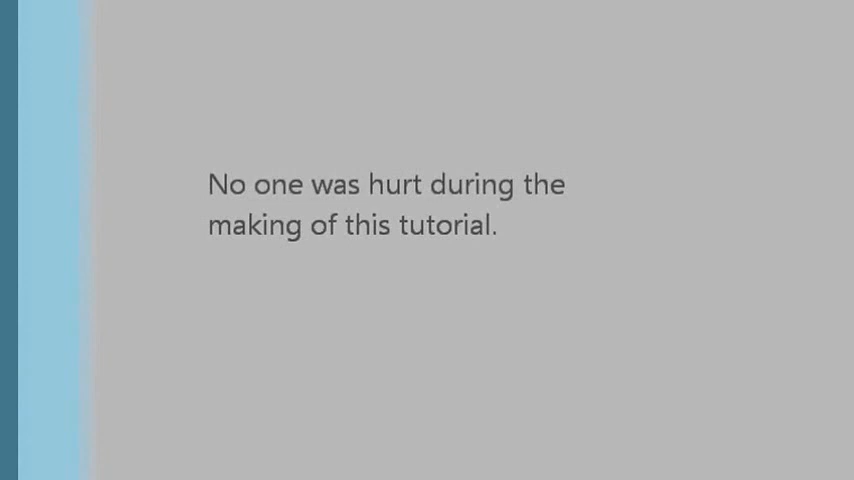 No one was hurt during the
making of this tutorial.